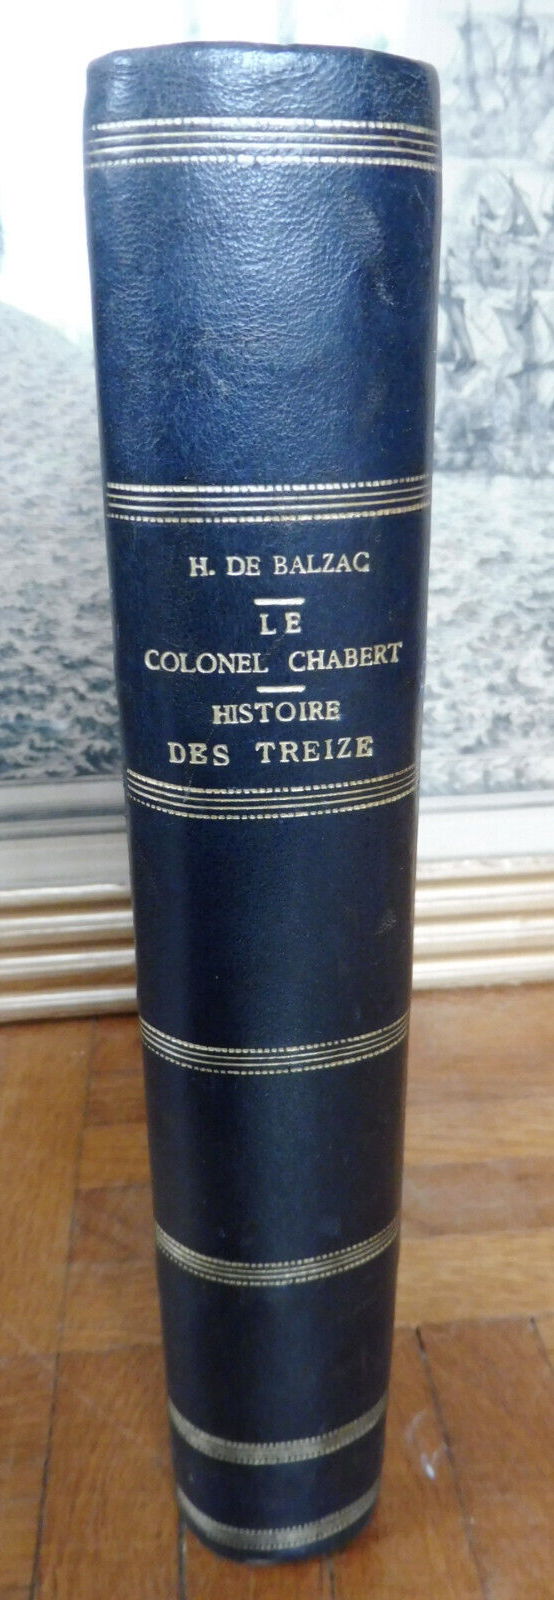 H. DE BALZAC
LE
COLONEL CHABERT
HISTOIRE
DES TREIZE